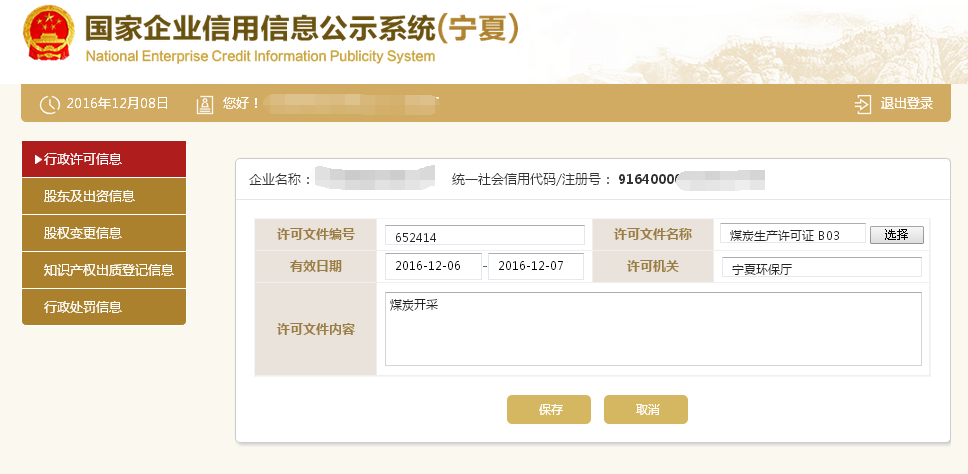 国家企业信用信息公示系统(宁夏)
National Enterprise Credit Information Publicity System
2016年12月08日 您好！ 退出登录
行政许可信息
股东及出资信息
股权变更信息
知识产权出质登记信息
行政处罚信息
企业名称： 统一社会信用代码/注册号： 9164000
许可文件编号 652414 许可文件名称 煤炭生产许可证 B03 选择
有效日期 2016-12-06-2016-12-07 许可机关 宁夏环保厅
许可文件内容 煤炭开采
保存 取消